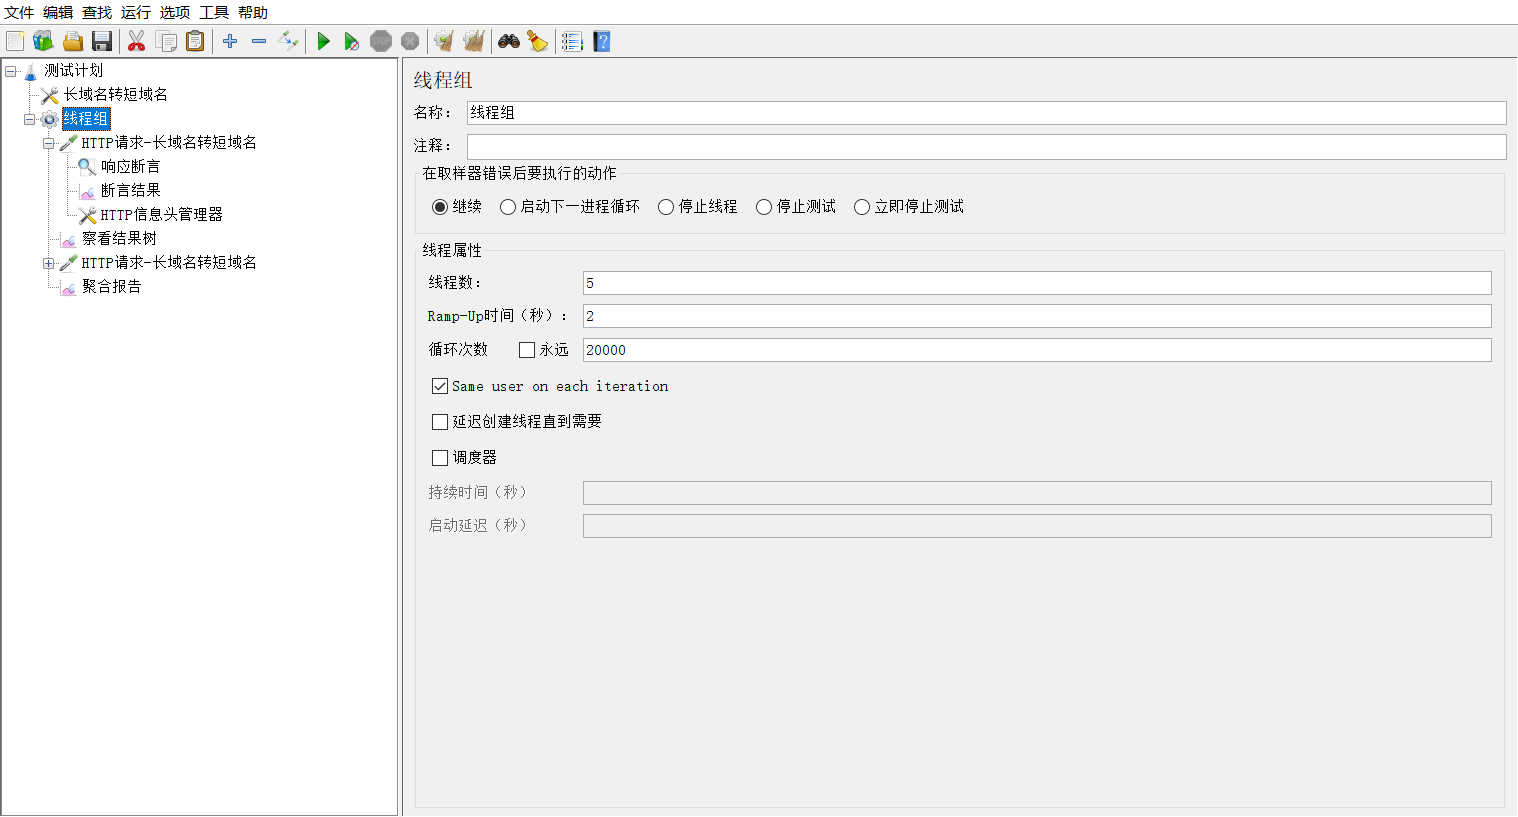 文件 编辑 查找 运行 选项 工具 帮助
STOP
测试计划
长域名转短域名
线程组
HTTP请求-长域名转短域名
响应断言
断言结果
HTTP信息头管理器
察看结果树
HTTP请求-长域名转短域名
聚合报告
线程组
名称： 线程组
注释：
在取样器错误后要执行的动作
继续 启动下一进程循环 停止线程 停止测试 立即停止测试
线程属性
线程数： 5
Ramp-Up时间（秒）： 2
循环次数 永远 20000
Same user on each iteration
延迟创建线程直到需要
调度器
持续时间（秒）
启动延迟（秒）